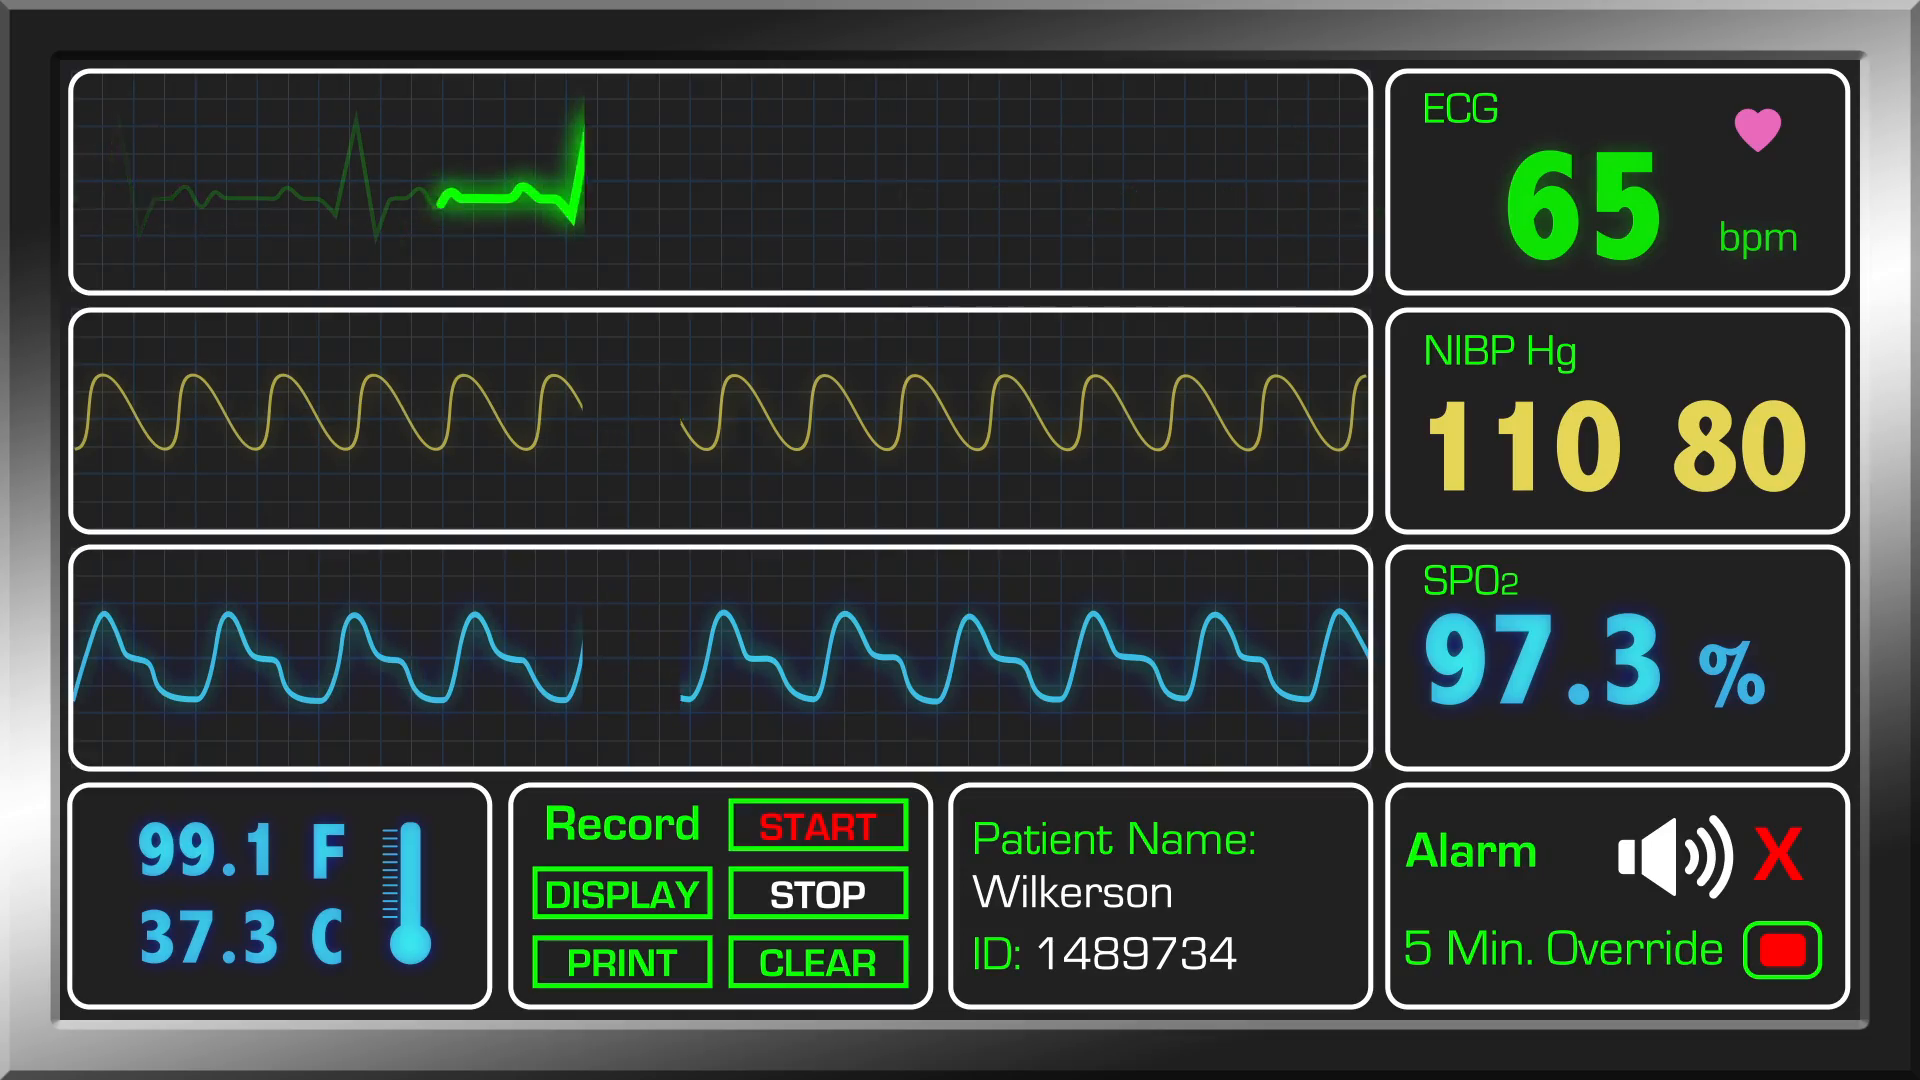 ECG
65
bpm
NIBP Hg
110 80
SPO2
97.3 %
99.1 F
37.3 C
Record START
DISPLAY STOP
PRINT CLEAR
Patient Name:
Wilkerson
ID: 1489734
Alarm X
5 Min. Override